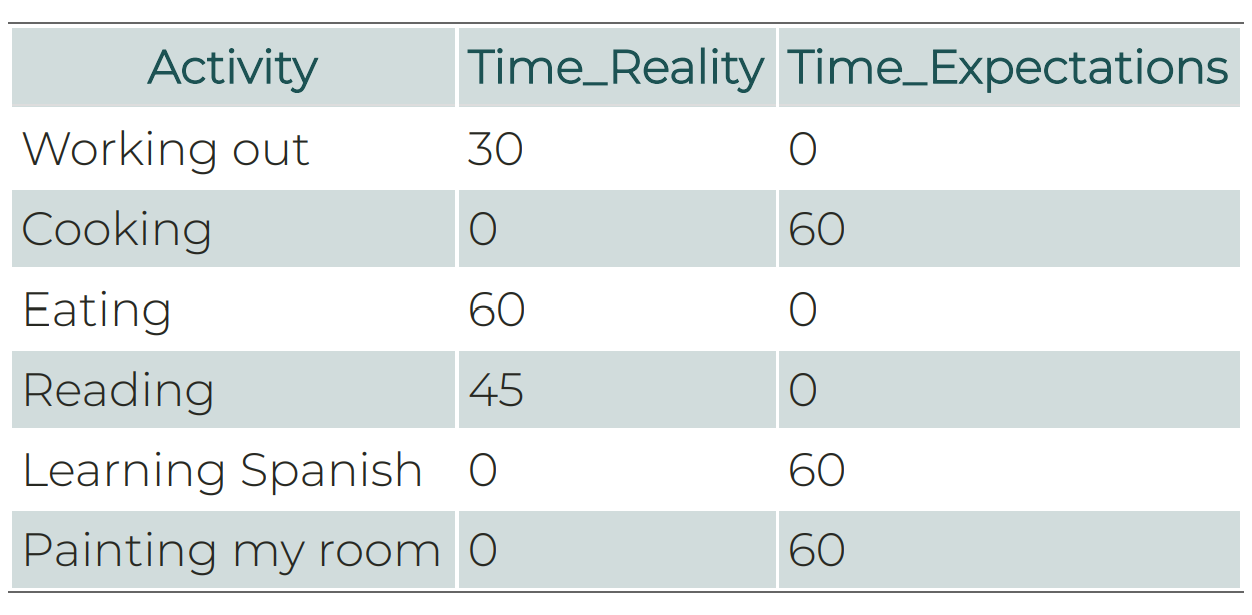 Activity Time_Reality Time_Expectations
Working out 30 0
Cooking 0 60
Eating 60 0
Reading 45 0
Learning Spanish 0 60
Painting my room 0 60